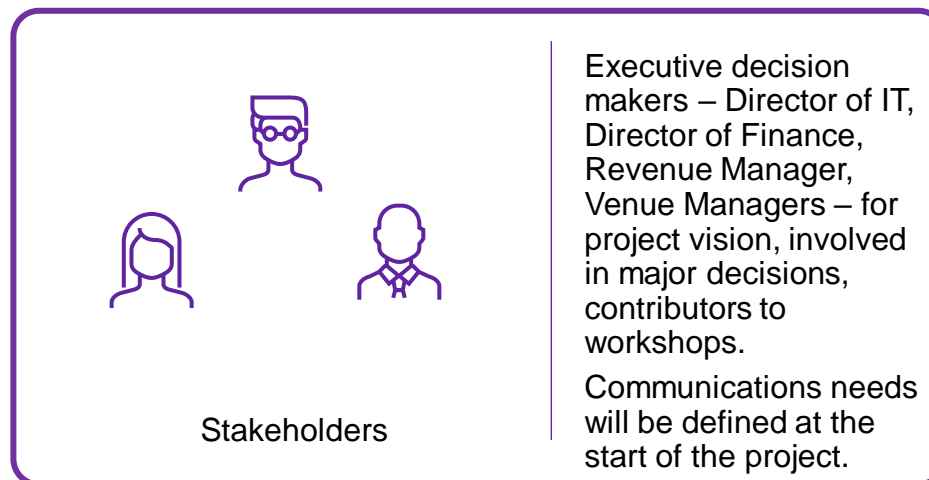 Stakeholders
Executive decision
makers – Director of IT,
Director of Finance,
Revenue Manager,
Venue Managers – for
project vision, involved
in major decisions,
contributors to
workshops.
Communications needs
will be defined at the
start of the project.